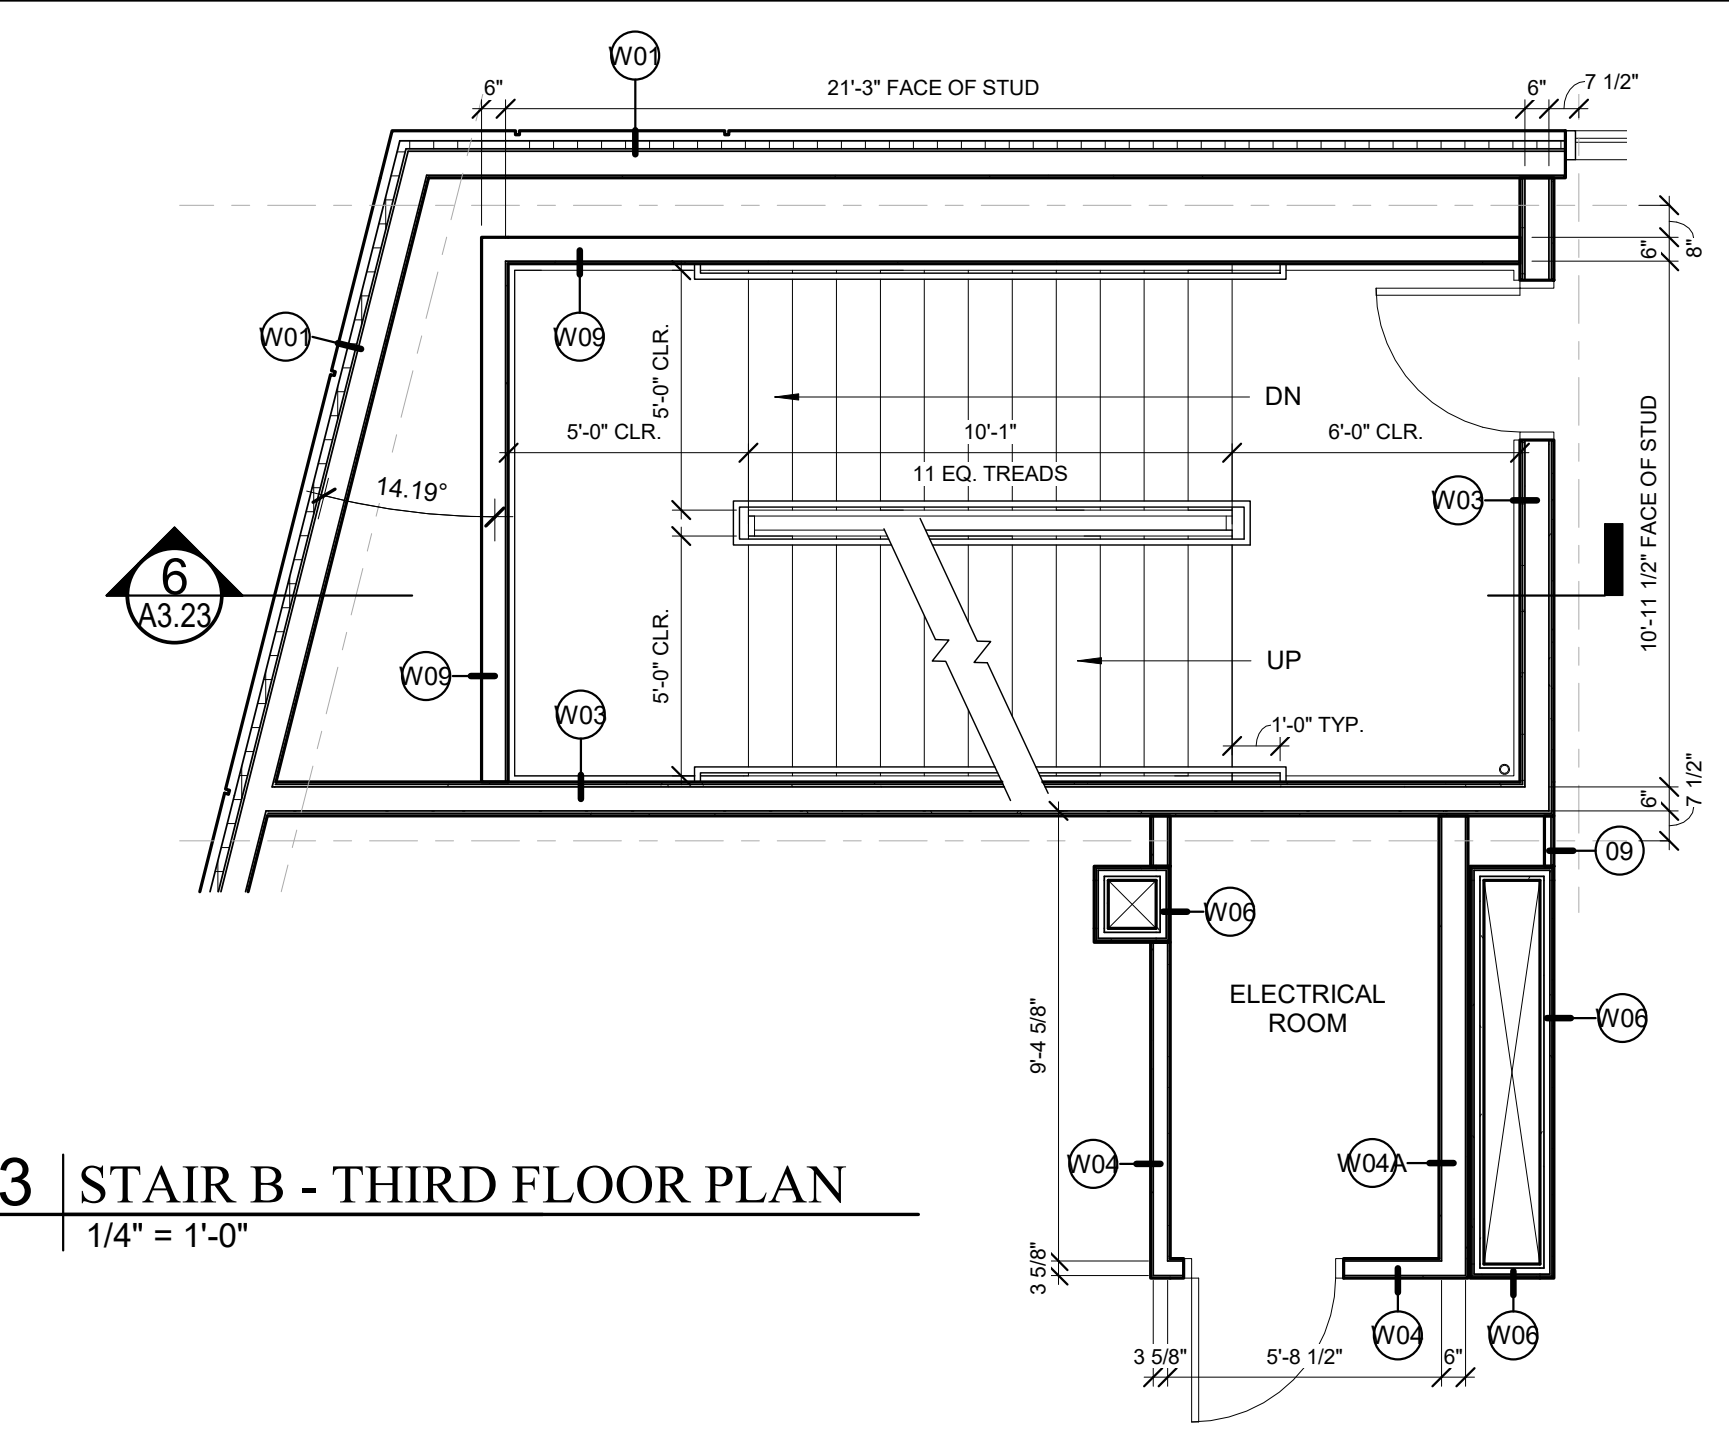 W01
6"
21'-3" FACE OF STUD
6"
7 1/2"
6"
8"
W01
W09
5'-0" CLR.
DN
5'-0" CLR.
10'-1"
6'-0" CLR.
11 EQ. TREADS
14.19°
W03
10'-11 1/2" FACE OF STUD
6
A3.23
W09
5'-0" CLR.
UP
W03
1'-0" TYP.
6"
7 1/2"
09
W06
ELECTRICAL
ROOM
W06
9'-4 5/8"
W04
W04A
3 5/8"
W04
W06
3 5/8"
5'-8 1/2"
6"
3
STAIR B - THIRD FLOOR PLAN
1/4" = 1'-0"